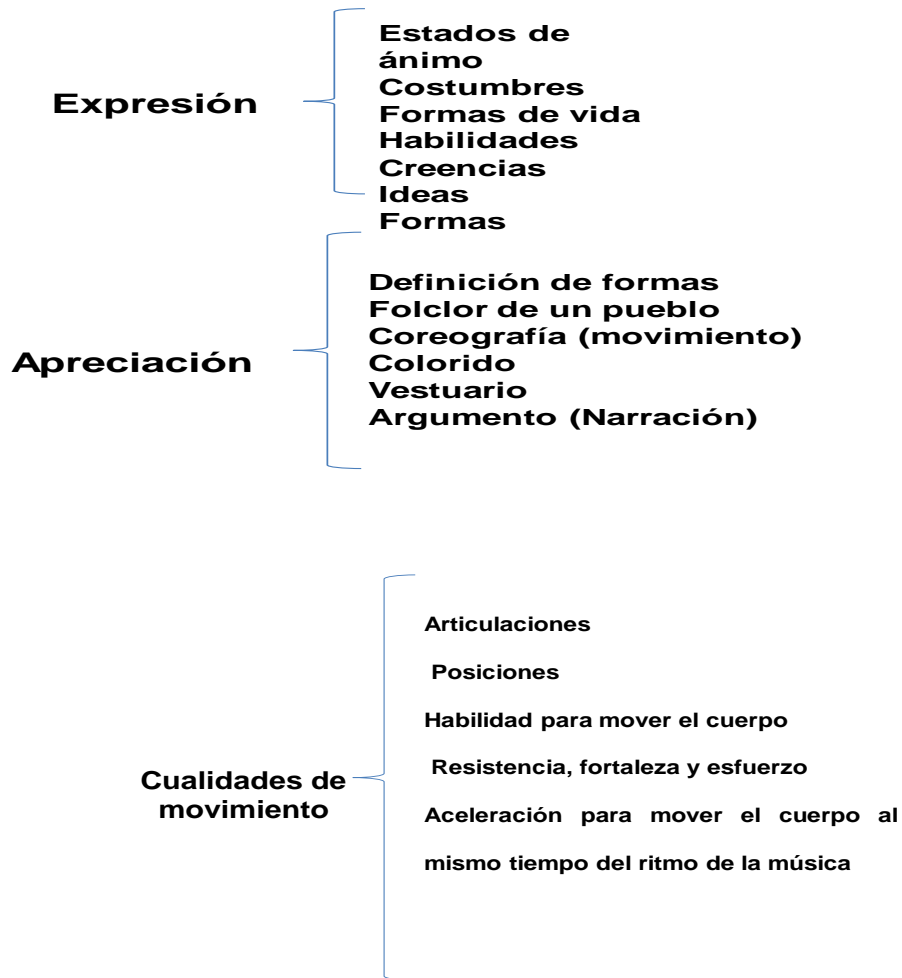 Expresión
Estados de
ánimo
Costumbres
Formas de vida
Habilidades
Creencias
Ideas
Formas
Apreciación
Definición de formas
Folclor de un pueblo
Coreografía (movimiento)
Colorido
Vestuario
Argumento (Narración)
Cualidades de
movimiento
Articulaciones
Posiciones
Habilidad para mover el cuerpo
Resistencia, fortaleza y esfuerzo
Aceleración para mover el cuerpo al
mismo tiempo del ritmo de la música